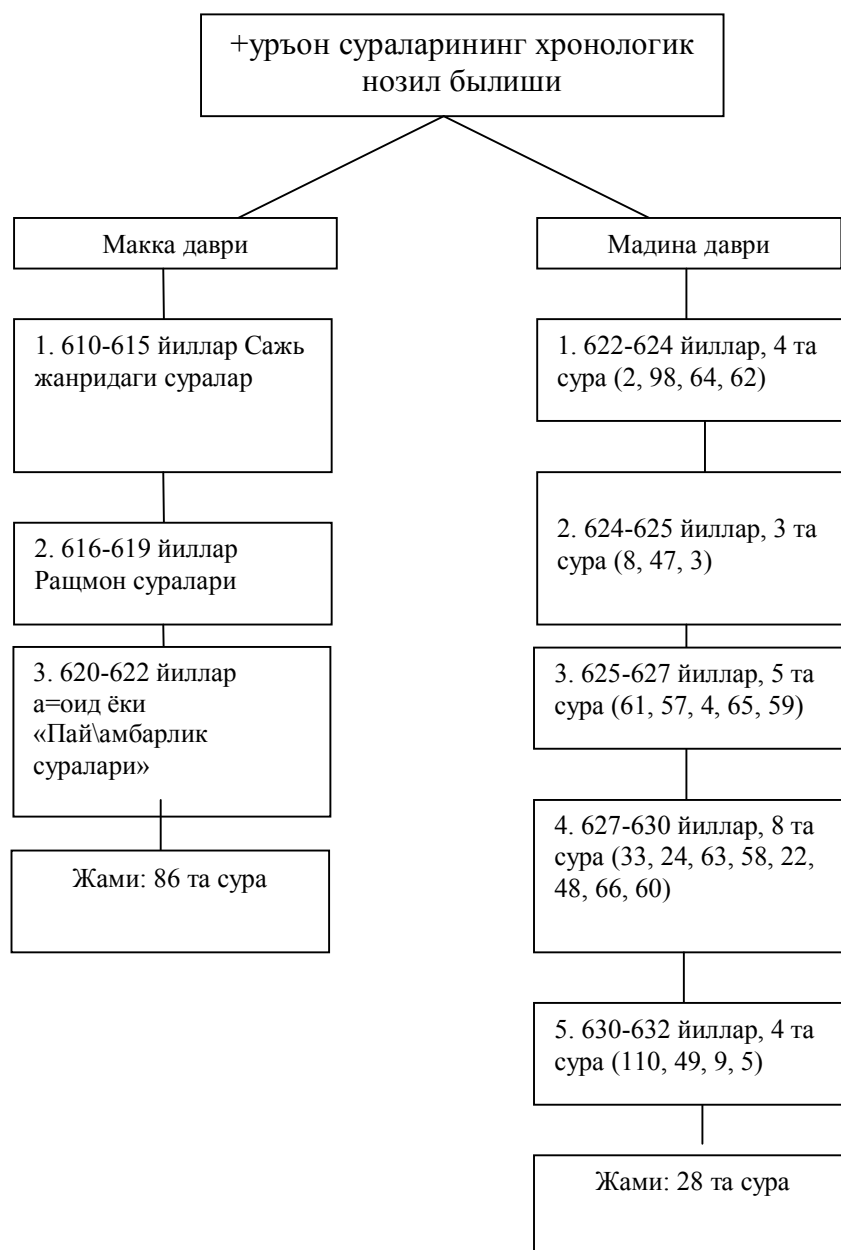 +уръон сураларининг хронологик
нозил былиши
Макка даври
1. 610-615 йиллар Сажь
жанридаги суралар
2. 616-619 йиллар
Ращмон суралари
3. 620-622 йиллар
а=оид ёки
«Пай\амбарлик
суралари»
Жами: 86 та сура
Мадина даври
1. 622-624 йиллар, 4 та
сура (2, 98, 64, 62)
2. 624-625 йиллар, 3 та
сура (8, 47, 3)
3. 625-627 йиллар, 5 та
сура (61, 57, 4, 65, 59)
4. 627-630 йиллар, 8 та
сура (33, 24, 63, 58, 22,
48, 66, 60)
5. 630-632 йиллар, 4 та
сура (110, 49, 9, 5)
Жами: 28 та сура